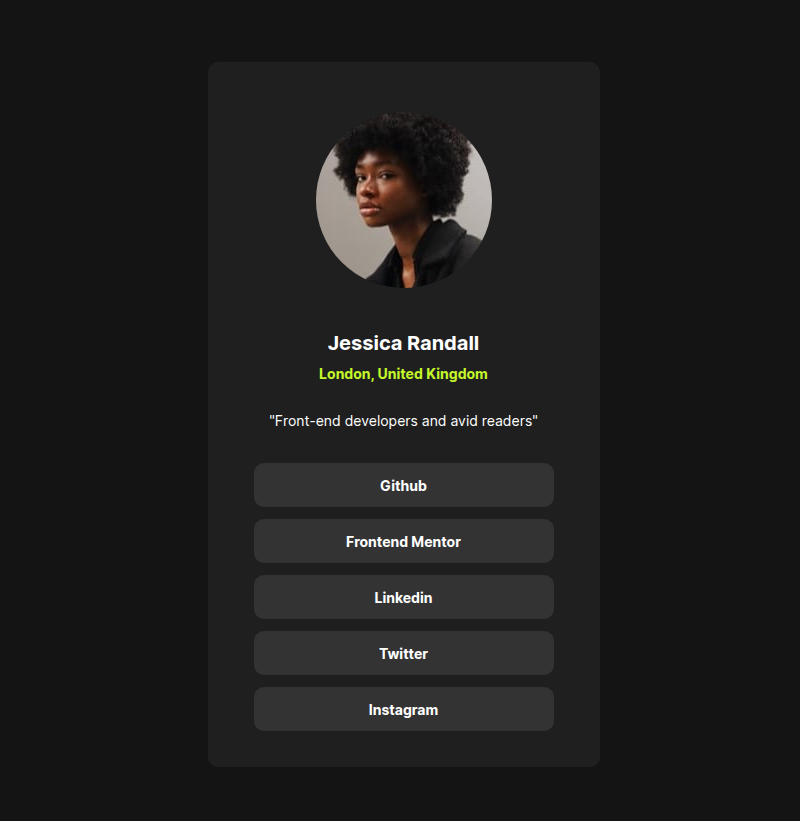 Jessica Randall
London, United Kingdom
"Front-end developers and avid readers"
Github
Frontend Mentor
Linkedin
Twitter
Instagram